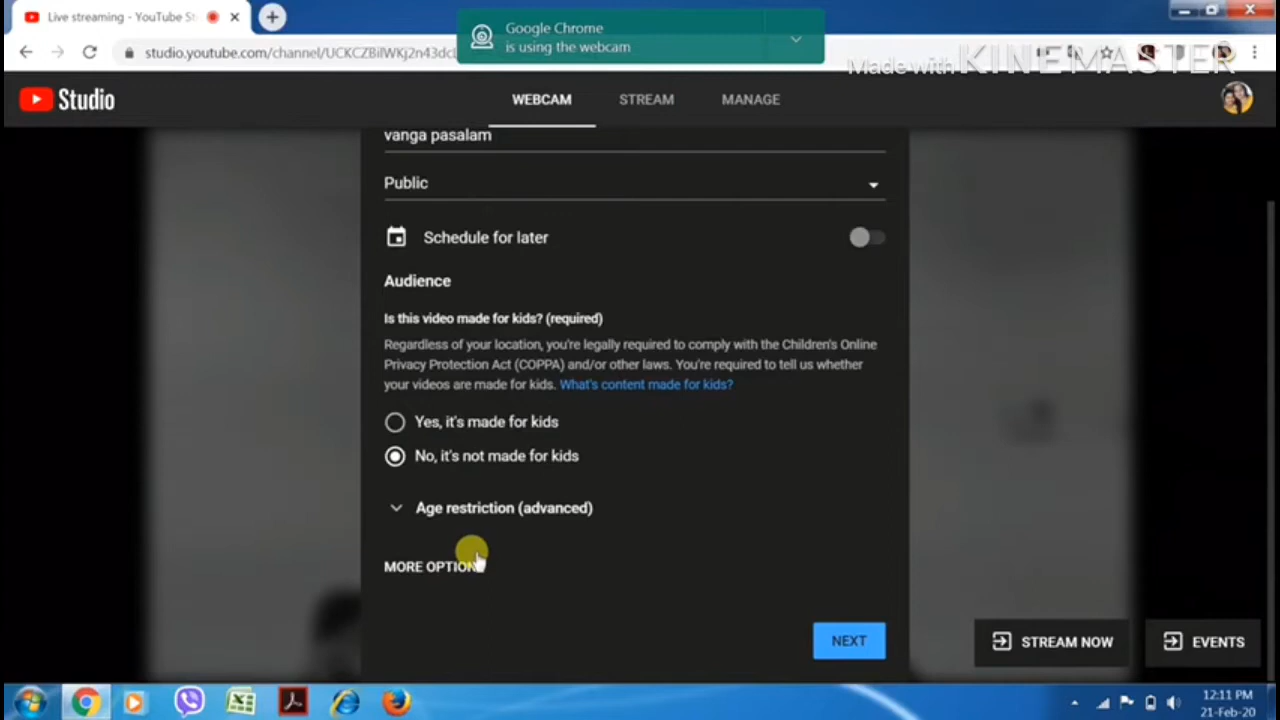 Live streaming - YouTube St
Google Chrome
is using the webcam
studio.youtube.com/channel/UCKCZBilWKj2n43dcl
Made with KINEMASTER
Studio
WEBCAM
STREAM
MANAGE
vanga pasalam
Public
Schedule for later
Audience
Is this video made for kids? (required)
Regardless of your location, you're legally required to comply with the Children's Online
Privacy Protection Act (COPPA) and/or other laws. You're required to tell us whether
your videos are made for kids. What's content made for kids?
Yes, it's made for kids
No, it's not made for kids
Age restriction (advanced)
MORE OPTIONS
NEXT
STREAM NOW
EVENTS
12:11 PM
21-Feb-20